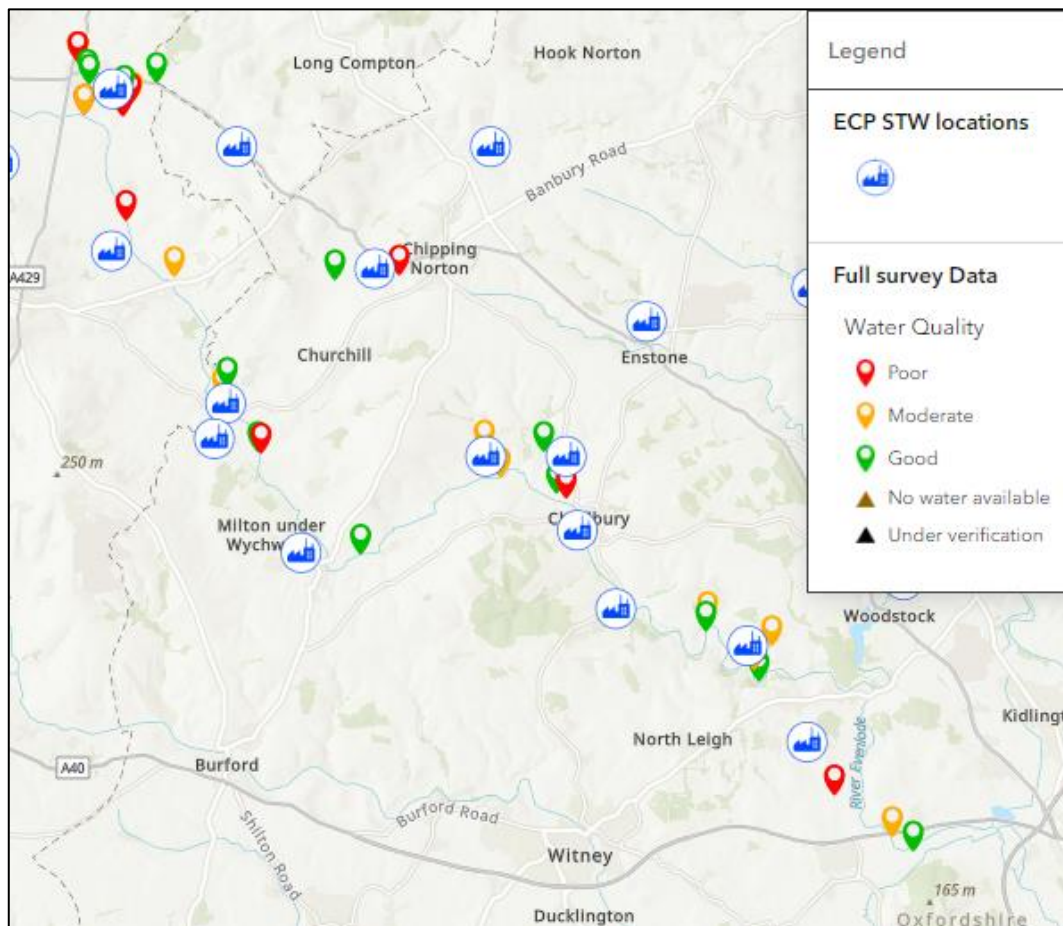 Long Compton
Hook Norton
Banbury Road
Chipping
Norton
A429
Churchill
Enstone
250 m
Milton under
Woodstock
North Leigh
Kidlingt
River Evenlode
Burford
A40
Burford Road
Shilton Road
Witney
165 m
Ducklington
Oxfordshire
Legend
ECP STW locations
Full survey Data
Water Quality
Poor
Moderate
Good
No water available
Under verification